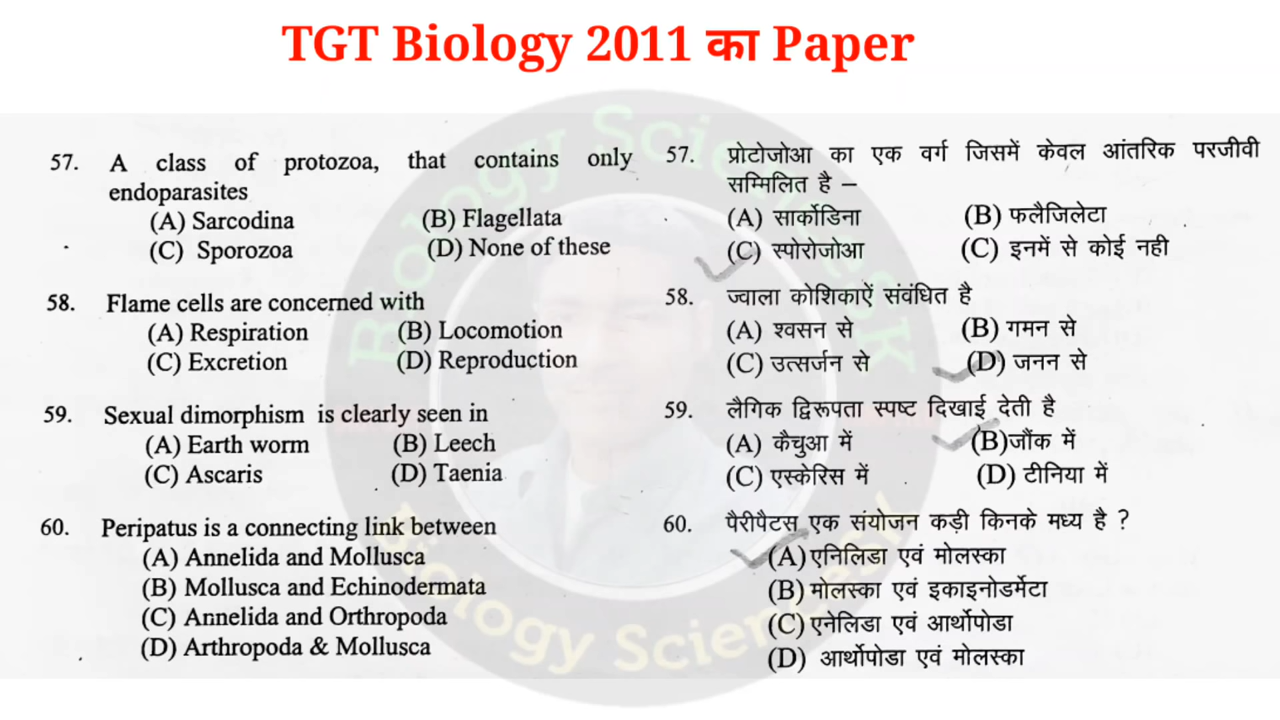 TGT Biology 2011 का Paper
57. A class of protozoa, that contains only
endoparasites
(A) Sarcodina (B) Flagellata
(C) Sporozoa (D) None of these
58. Flame cells are concerned with
(A) Respiration (B) Locomotion
(C) Excretion (D) Reproduction
59. Sexual dimorphism is clearly seen in
(A) Earth worm (B) Leech
(C) Ascaris (D) Taenia
60. Peripatus is a connecting link between
(A) Annelida and Mollusca
(B) Mollusca and Echinodermata
(C) Annelida and Orthropoda
(D) Arthropoda & Mollusca
57. प्रोटोजोआ का एक वर्ग जिसमें केवल आंतरिक परजीवी
सम्मिलित है –
(A) सार्कोडिना (B) फलैजिलेटा
(C) स्पोरोजोआ (C) इनमें से कोई नही
58. ज्वाला कोशिकाऐं संवंधित है
(A) श्वसन से (B) गमन से
(C) उत्सर्जन से (D) जनन से
59. लैगिक द्विरूपता स्पष्ट दिखाई देती है
(A) कैचुआ में (B)जौंक में
(C) एस्केरिस में (D) टीनिया में
60. पैरीपैटस एक संयोजन कड़ी किनके मध्य है ?
(A) एनिलिडा एवं मोलस्का
(B) मोलस्का एवं इकाइनोडर्मेटा
(C) एनेलिडा एवं आर्थोपोडा
(D) आर्थोपोडा एवं मोलस्का
Biology Sciencesk
Biology Sciencesk